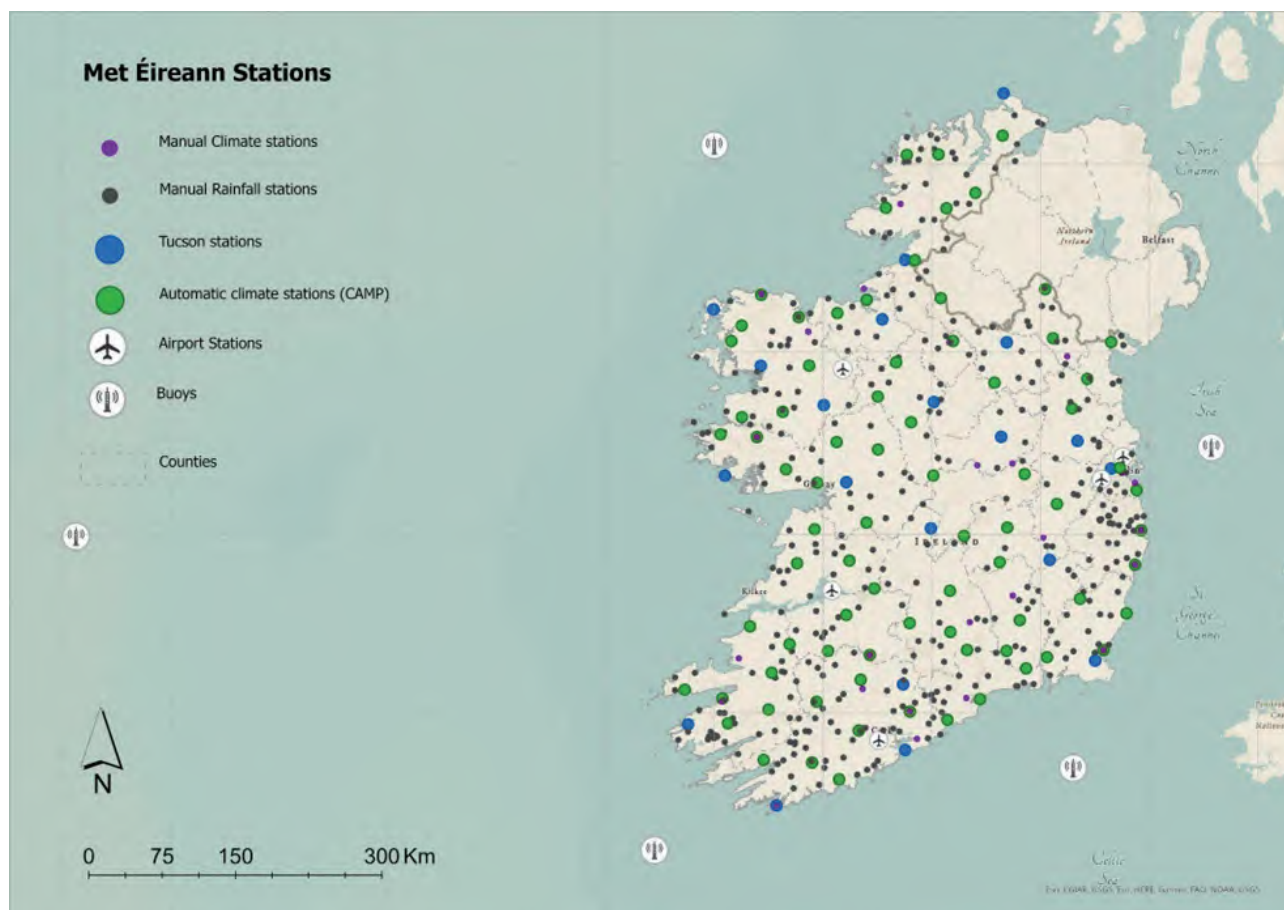 Met Éireann Stations
Manual Climate stations
Manual Rainfall stations
Tucson stations
Automatic climate stations (CAMP)
Airport Stations
Buoys
Counties
North
Channel
Northern
Ireland
Belfast
Irish
Sea
IRELAND
Kilkee
St
George
Channel
N
0 75 150 300 Km
Celtic
Sea